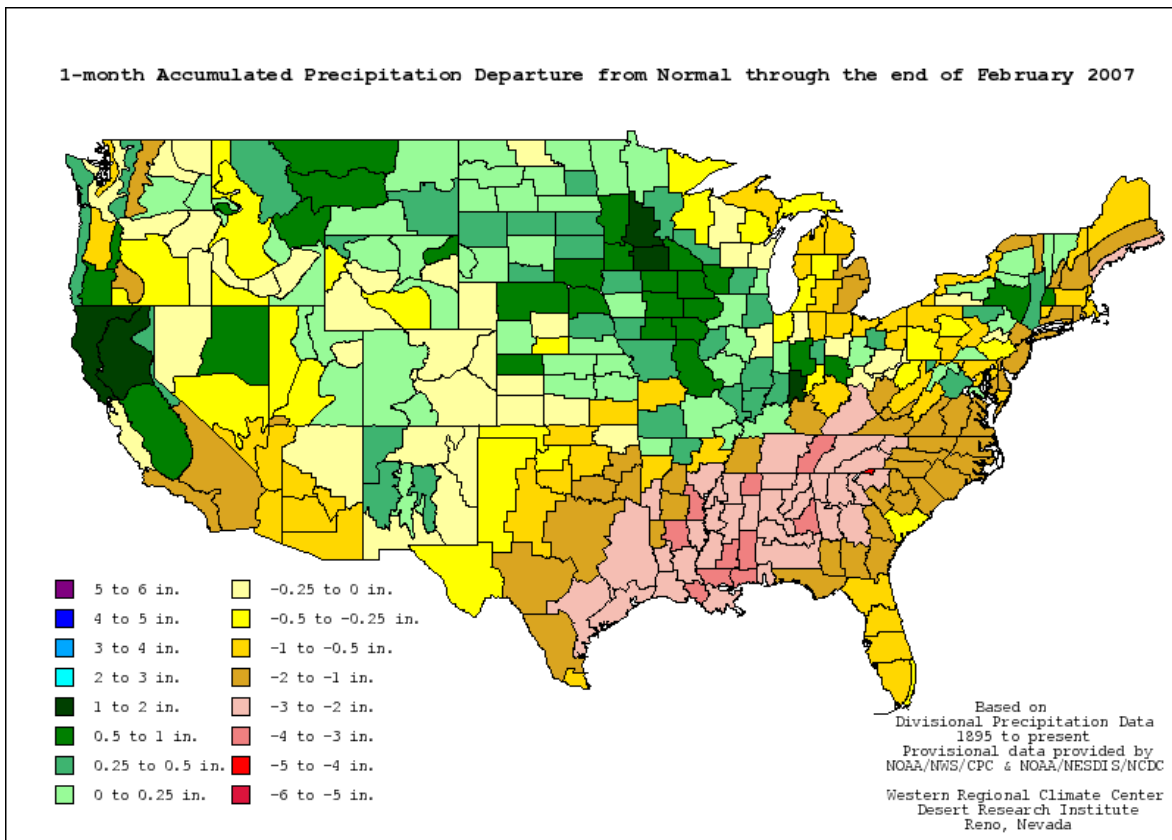 1-month Accumulated Precipitation Departure from Normal through the end of February 2007
5 to 6 in.
4 to 5 in.
3 to 4 in.
2 to 3 in.
1 to 2 in.
0.5 to 1 in.
0.25 to 0.5 in.
0 to 0.25 in.
-0.25 to 0 in.
-0.5 to -0.25 in.
-1 to -0.5 in.
-2 to -1 in.
-3 to -2 in.
-4 to -3 in.
-5 to -4 in.
-6 to -5 in.
Based on
Divisional Precipitation Data
1895 to present
Provisional data provided by
NOAA/NWS/CPC & NOAA/NESDIS/NCDC
Western Regional Climate Center
Desert Research Institute
Reno, Nevada